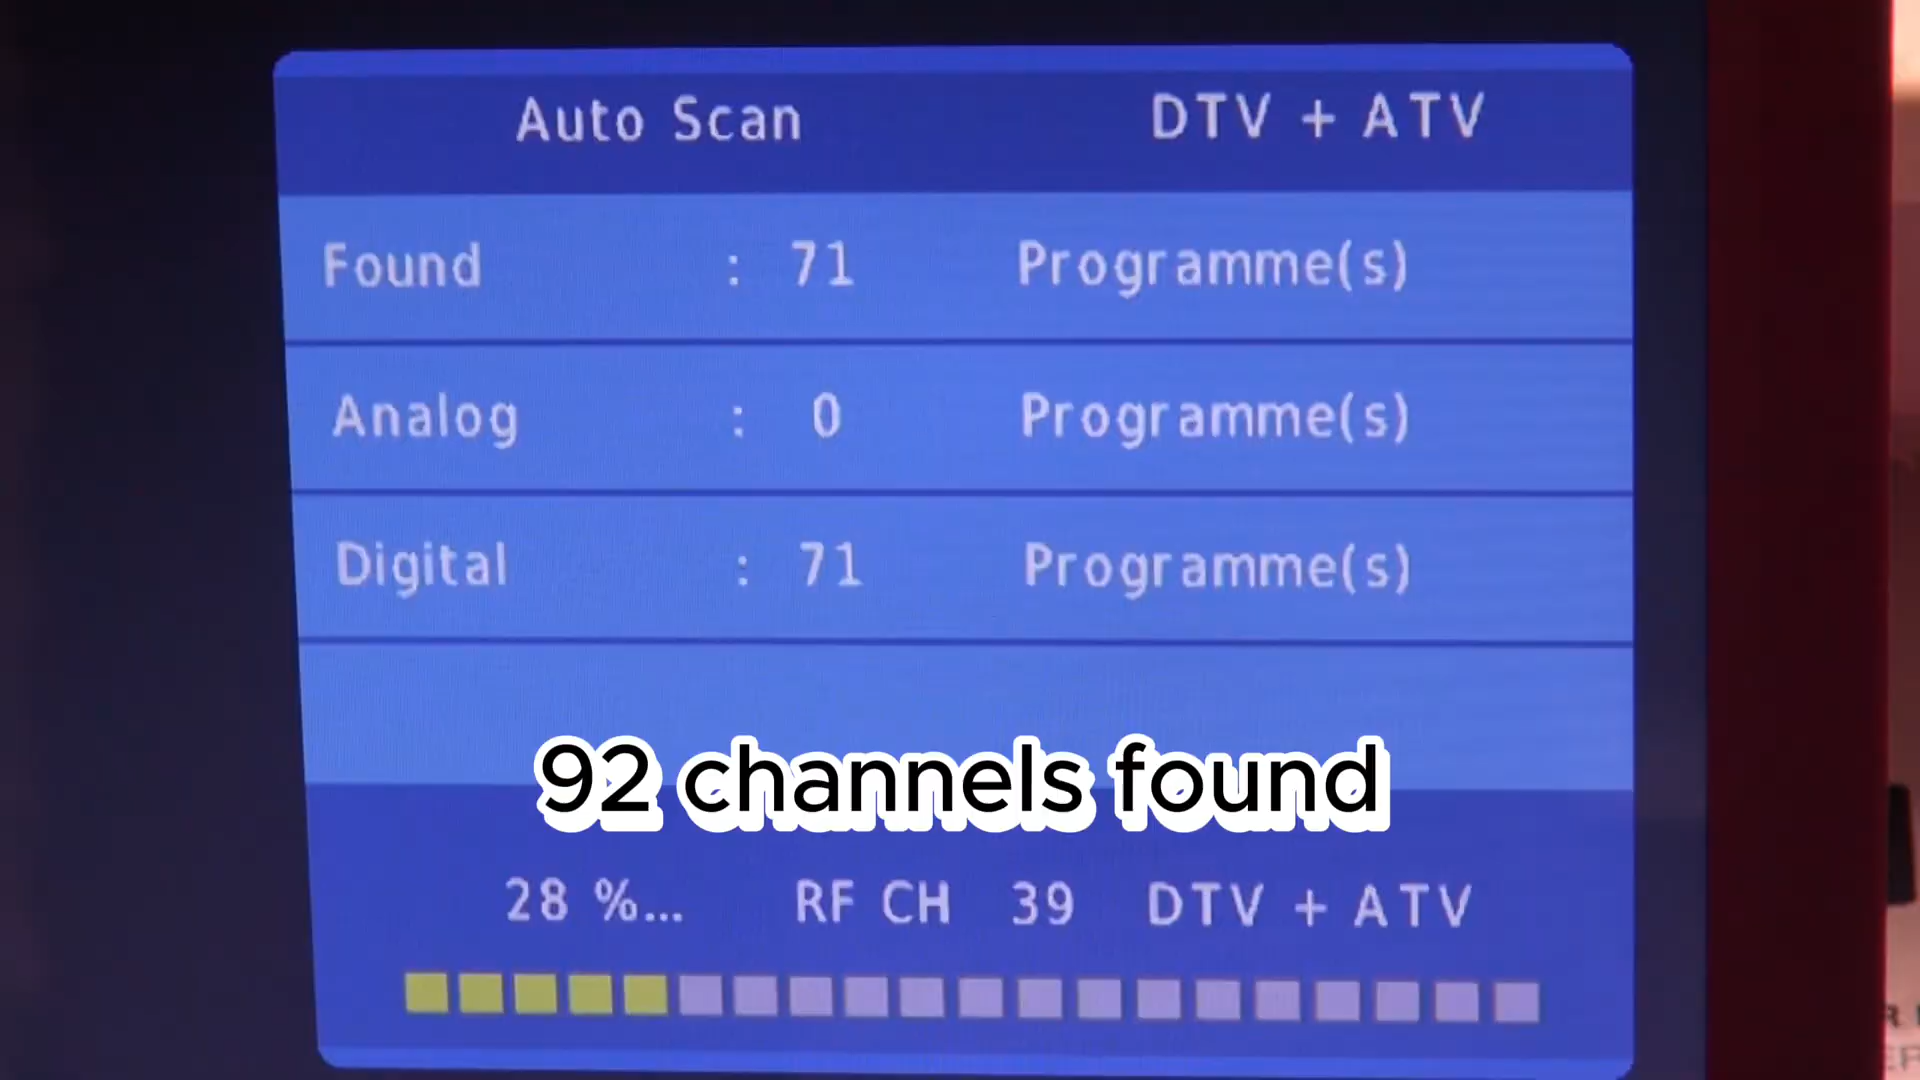 Auto Scan DTV + ATV
Found : 71 Programme(s)
Analog : 0 Programme(s)
Digital : 71 Programme(s)
92 channels found
28 %... RF CH 39 DTV + ATV